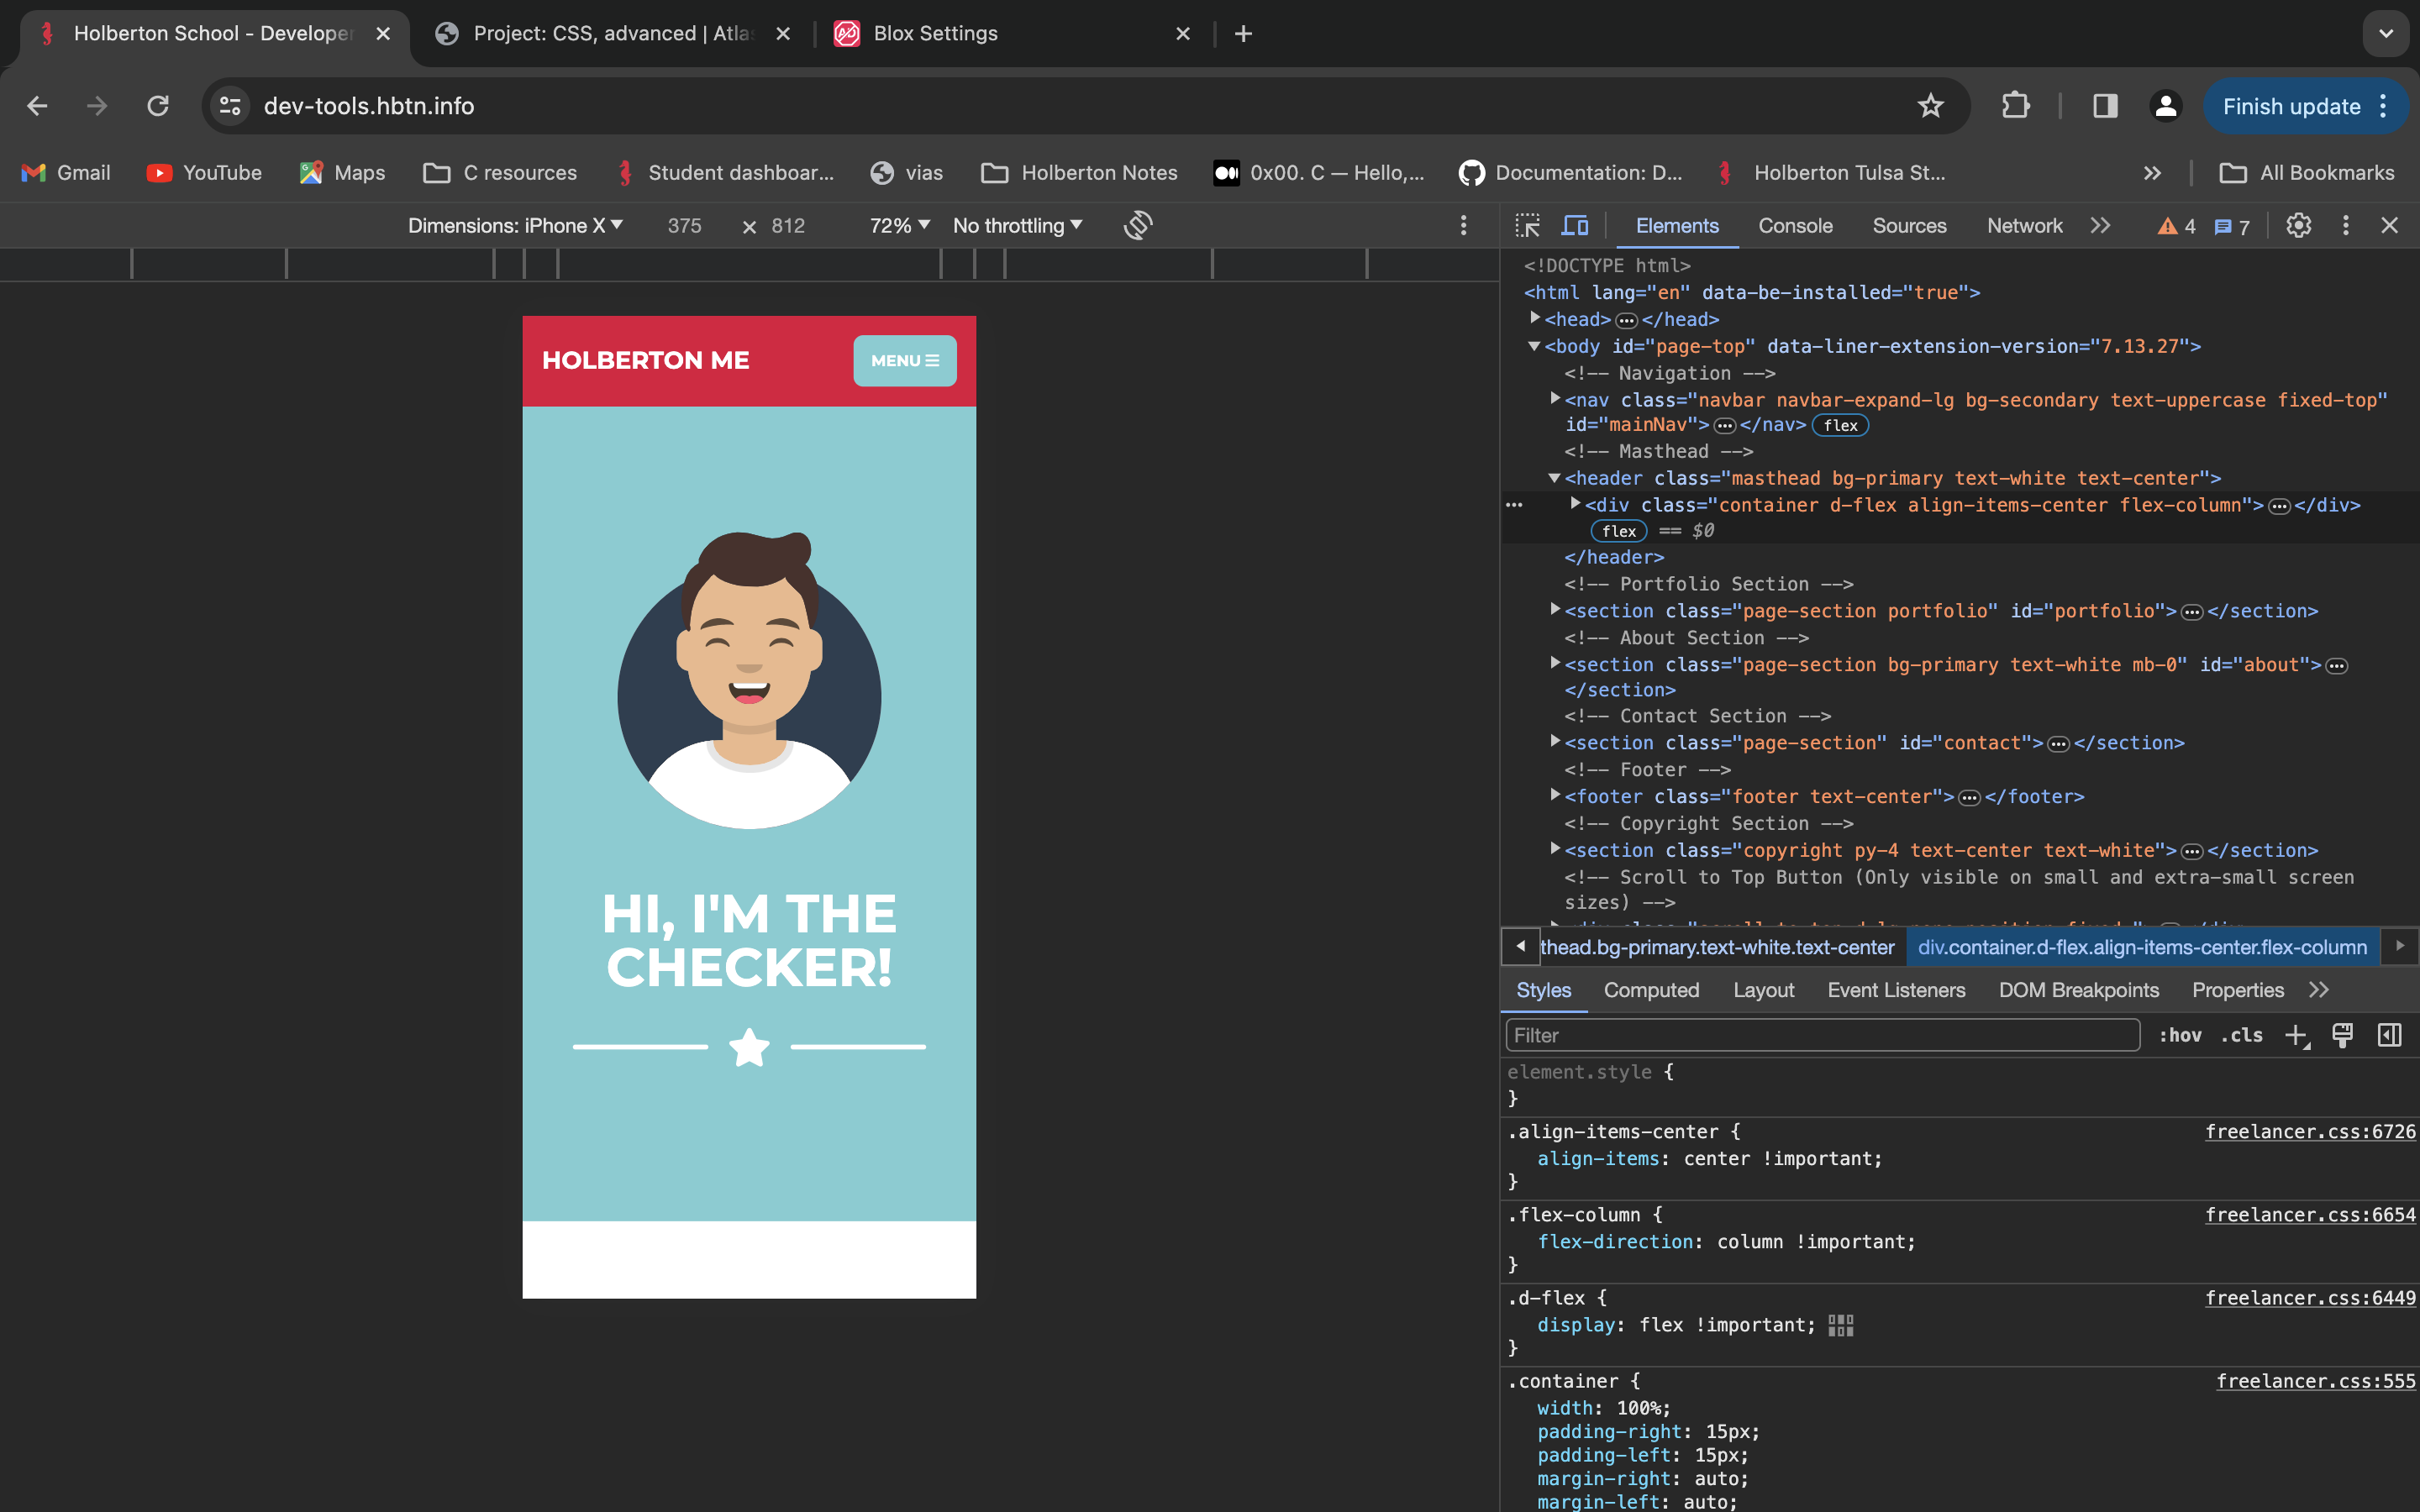 Holberton School - Developer
Project: CSS, advanced | Atla
Blox Settings
dev-tools.hbtn.info
Finish update
Gmail
YouTube
Maps
C resources
Student dashboar...
vias
Holberton Notes
0x00. C — Hello,...
Documentation: D...
Holberton Tulsa St...
All Bookmarks
Dimensions: iPhone X
375 × 812
72%
No throttling
HOLBERTON ME
MENU
HI, I'M THE
CHECKER!
Elements
Console
Sources
Network
4
7
<!DOCTYPE html>
<html lang="en" data-be-installed="true">
<head>…</head>
<body id="page-top" data-liner-extension-version="7.13.27">
<!-- Navigation -->
<nav class="navbar navbar-expand-lg bg-secondary text-uppercase fixed-top"
id="mainNav">…</nav> flex
<!-- Masthead -->
<header class="masthead bg-primary text-white text-center">
<div class="container d-flex align-items-center flex-column">…</div>
flex == $0
</header>
<!-- Portfolio Section -->
<section class="page-section portfolio" id="portfolio">…</section>
<!-- About Section -->
<section class="page-section bg-primary text-white mb-0" id="about">…
</section>
<!-- Contact Section -->
<section class="page-section" id="contact">…</section>
<!-- Footer -->
<footer class="footer text-center">…</footer>
<!-- Copyright Section -->
<section class="copyright py-4 text-center text-white">…</section>
<!-- Scroll to Top Button (Only visible on small and extra-small screen
sizes) -->
thead.bg-primary.text-white.text-center
div.container.d-flex.align-items-center.flex-column
Styles
Computed
Layout
Event Listeners
DOM Breakpoints
Properties
Filter
:hov .cls
element.style {
}
.align-items-center {
freelancer.css:6726
align-items: center !important;
}
.flex-column {
freelancer.css:6654
flex-direction: column !important;
}
.d-flex {
freelancer.css:6449
display: flex !important;
}
.container {
freelancer.css:555
width: 100%;
padding-right: 15px;
padding-left: 15px;
margin-right: auto;
margin-left: auto;